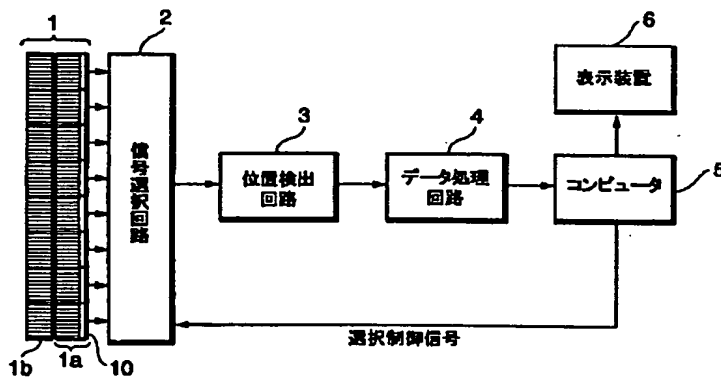 1
2
信号選択回路
3
位置検出
回路
4
データ処理
回路
6
表示装置
コンピュータ
5
選択制御信号
1b
1a
10